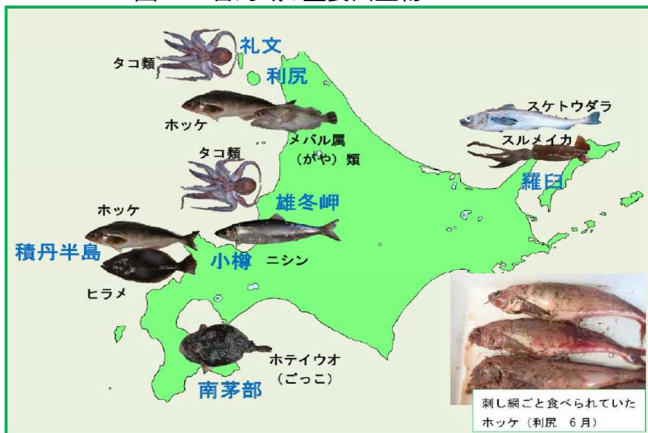 礼文
タコ類
利尻
ホッケ
メバル属
(がや)類
スケトウダラ
スルメイカ
羅臼
タコ類
雄冬岬
ホッケ
積丹半島
小樽
ニシン
ヒラメ
ホテイウオ
(ごっこ)
南茅部
刺し網ごと食べられていた
ホッケ(利尻 6月)